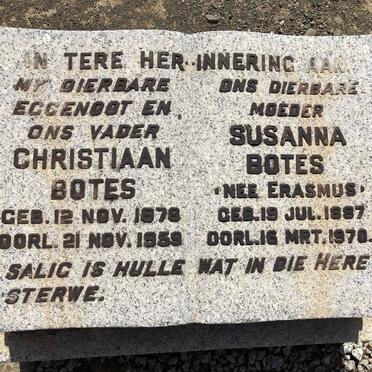 IN TERE HERINNERING AAN
MY DIERBARE
EGGENOOT EN
ONS VADER
CHRISTIAAN
BOTES
GEB. 12 NOV. 1878
OORL. 21 NOV. 1959
ONS DIERBARE
MOEDER
SUSANNA
BOTES
(NEE ERASMUS)
GEB. 19 JUL. 1887
OORL. 16 MRT. 1970.
SALIG IS HULLE WAT IN DIE HERE
STERWE.